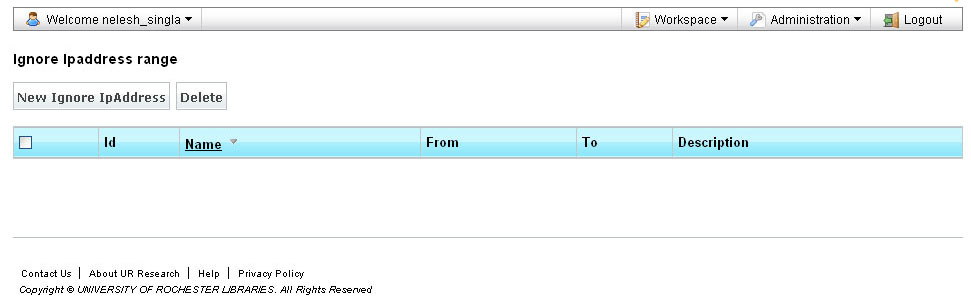 Welcome nelesh_singla Workspace Administration Logout
Ignore Ipaddress range
New Ignore IpAddress Delete
Id Name From To Description
Contact Us | About UR Research | Help | Privacy Policy
Copyright © UNIVERSITY OF ROCHESTER LIBRARIES. All Rights Reserved